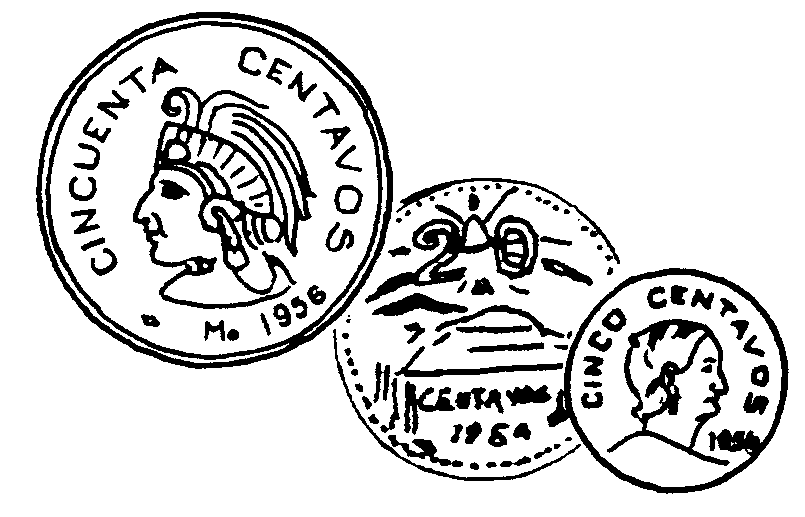 CINCUENTA CENTAVOS
Mo 1956
20
CENTAVOS
1954
CINCO CENTAVOS